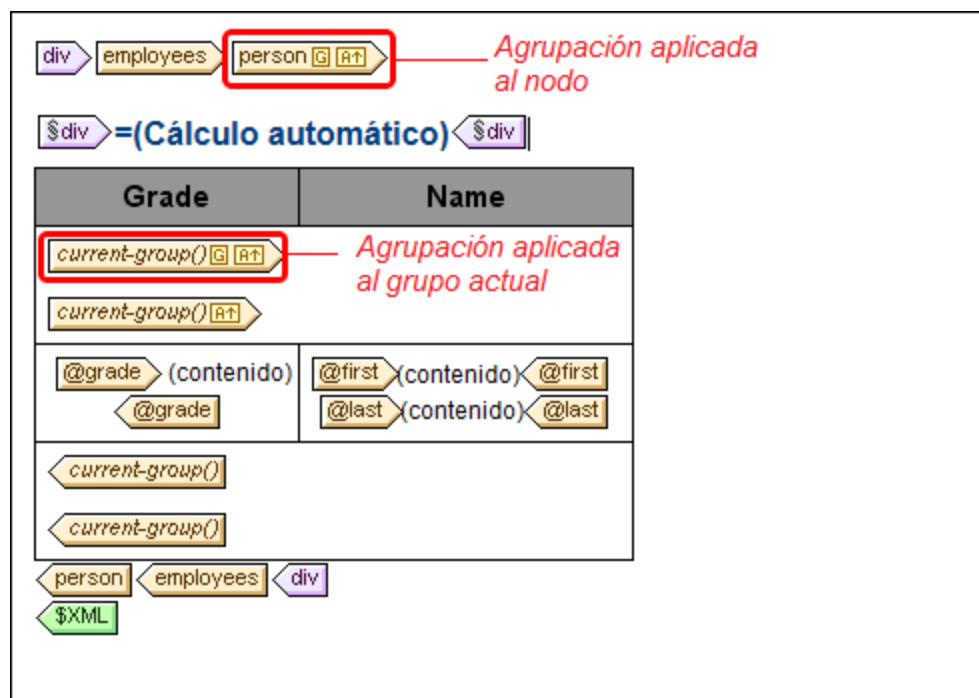 div employees person G A↑ Agrupación aplicada
al nodo
§div =(Cálculo automático) §div
Grade Name
current-group() G A↑ Agrupación aplicada
al grupo actual
current-group() A↑
@grade (contenido) @first (contenido) @first
@grade @last (contenido) @last
current-group()
current-group()
person employees div
$XML